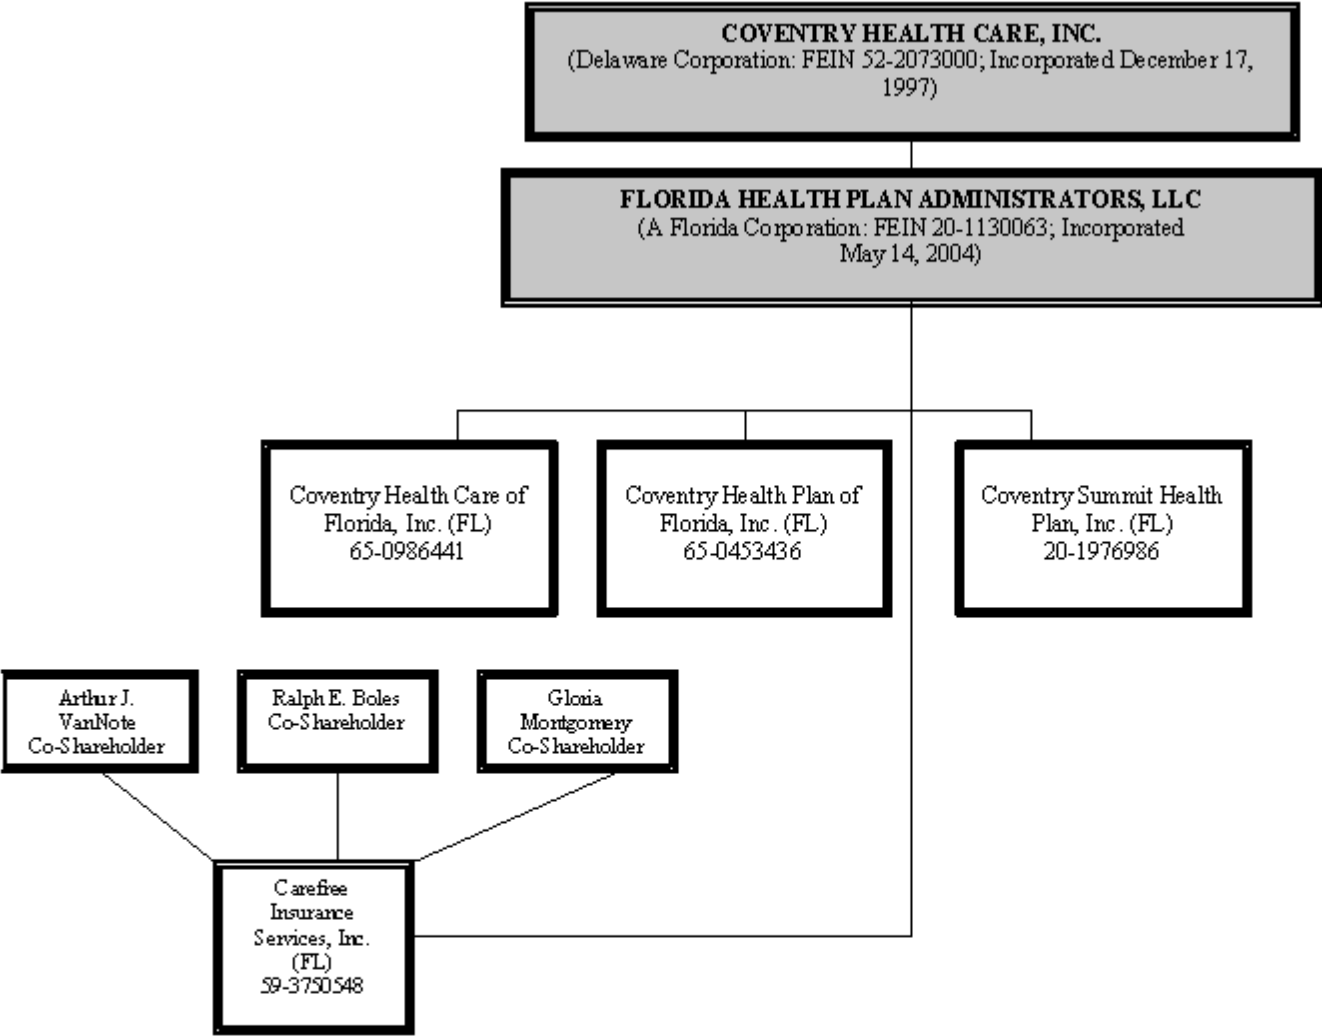 COVENTRY HEALTH CARE, INC.
(Delaware Corporation: FEIN 52-2073000; Incorporated December 17,
1997)
FLORIDA HEALTH PLAN ADMINISTRATORS, LLC
(A Florida Corporation: FEIN 20-1130063; Incorporated
May 14, 2004)
Coventry Health Care of
Florida, Inc. (FL)
65-0986441
Coventry Health Plan of
Florida, Inc. (FL)
65-0453436
Coventry Summit Health
Plan, Inc. (FL)
20-1976986
Arthur J.
VanNote
Co-Shareholder
Ralph E. Boles
Co-Shareholder
Gloria
Montgomery
Co-Shareholder
Carefree
Insurance
Services, Inc.
(FL)
59-3750548